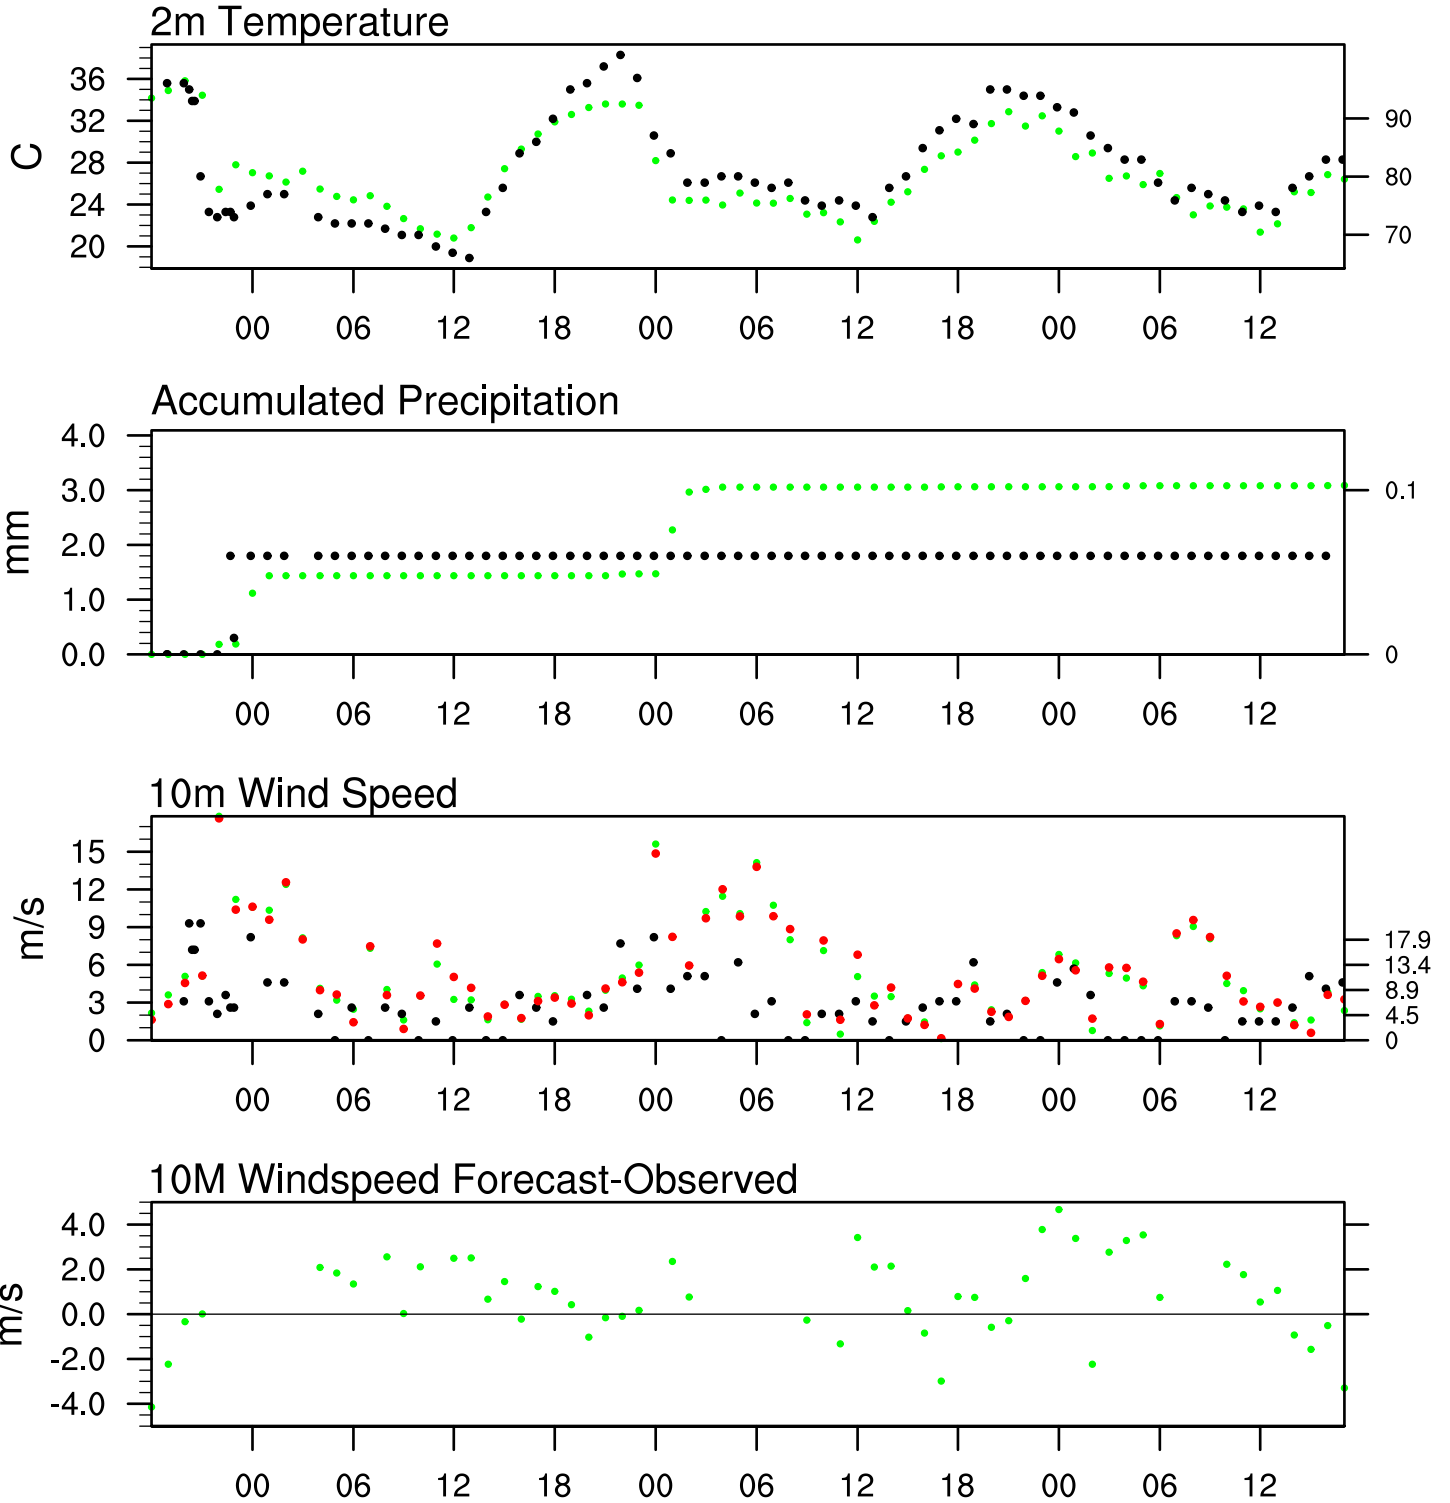 2m Temperature
C
36
32
28
24
20
90
80
70
00 06 12 18 00 06 12 18 00 06 12
Accumulated Precipitation
mm
4.0
3.0
2.0
1.0
0.0
0.1
0
00 06 12 18 00 06 12 18 00 06 12
10m Wind Speed
m/s
15
12
9
6
3
0
17.9
13.4
8.9
4.5
0
00 06 12 18 00 06 12 18 00 06 12
10M Windspeed Forecast-Observed
m/s
4.0
2.0
0.0
-2.0
-4.0
00 06 12 18 00 06 12 18 00 06 12